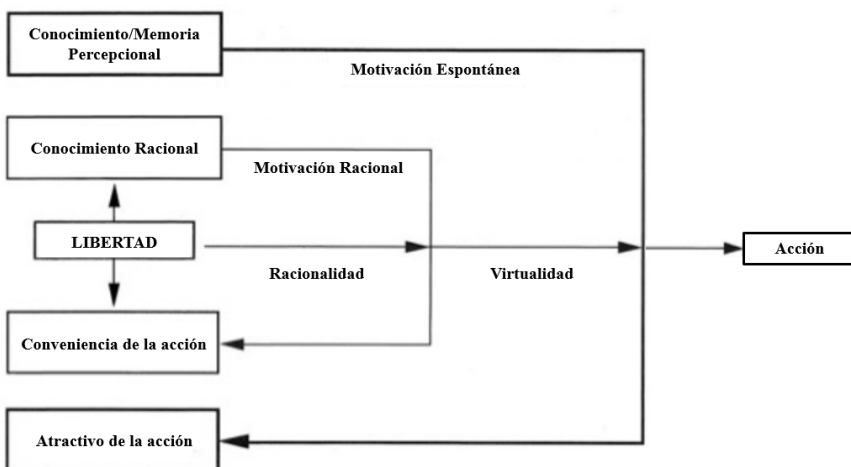 Conocimiento/Memoria
Percepcional
Motivación Espontánea
Conocimiento Racional
Motivación Racional
LIBERTAD
Racionalidad
Virtualidad
Acción
Conveniencia de la acción
Atractivo de la acción